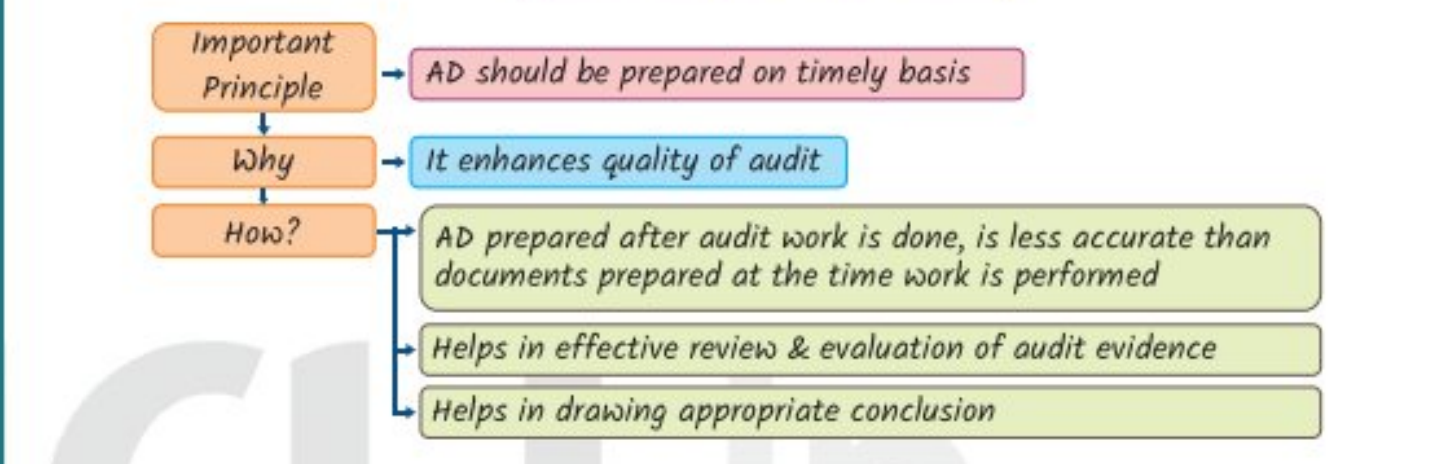 Important
Principle
AD should be prepared on timely basis
Why
It enhances quality of audit
How?
AD prepared after audit work is done, is less accurate than
documents prepared at the time work is performed
Helps in effective review & evaluation of audit evidence
Helps in drawing appropriate conclusion